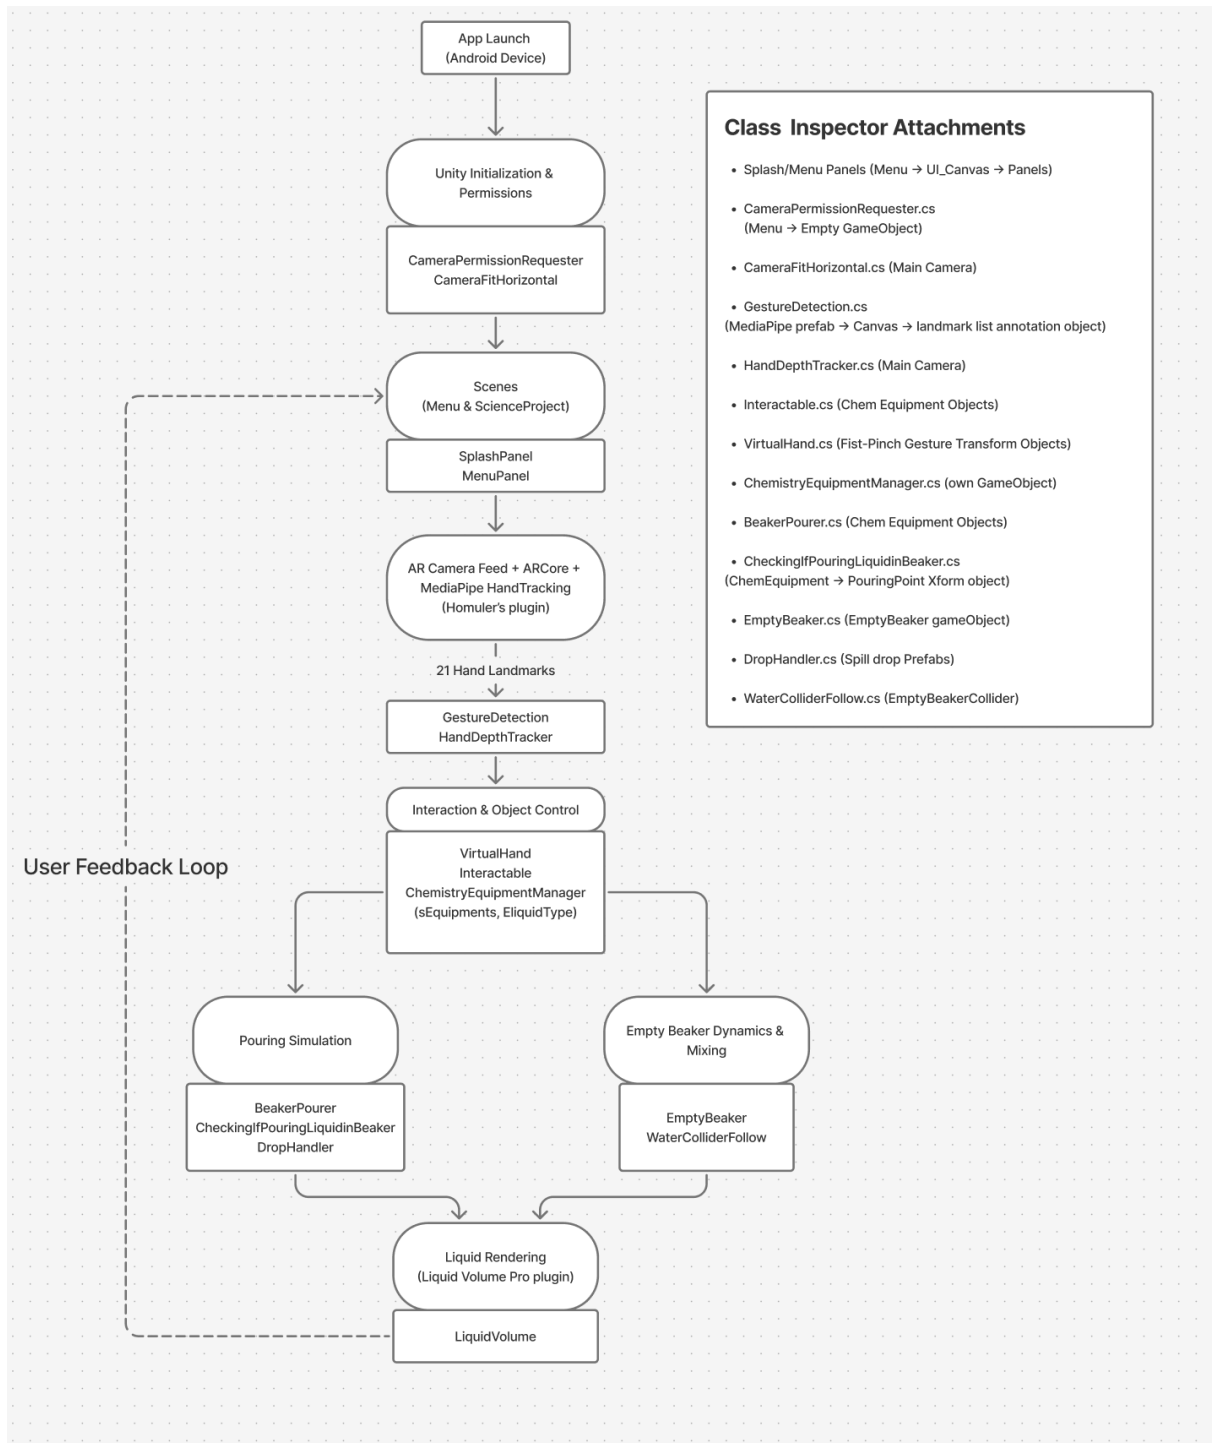 App Launch
(Android Device)
Unity Initialization &
Permissions
CameraPermissionRequester
CameraFitHorizontal
Scenes
(Menu & ScienceProject)
SplashPanel
MenuPanel
AR Camera Feed + ARCore +
MediaPipe HandTracking
(Homuler's plugin)
21 Hand Landmarks
GestureDetection
HandDepthTracker
Interaction & Object Control
VirtualHand
Interactable
ChemistryEquipmentManager
(sEquipments, EliquidType)
User Feedback Loop
Pouring Simulation
BeakerPourer
CheckingIfPouringLiquidinBeaker
DropHandler
Empty Beaker Dynamics &
Mixing
EmptyBeaker
WaterColliderFollow
Liquid Rendering
(Liquid Volume Pro plugin)
LiquidVolume
Class Inspector Attachments
• Splash/Menu Panels (Menu → UI_Canvas → Panels)
• CameraPermissionRequester.cs
(Menu → Empty GameObject)
• CameraFitHorizontal.cs (Main Camera)
• GestureDetection.cs
(MediaPipe prefab → Canvas → landmark list annotation object)
• HandDepthTracker.cs (Main Camera)
• Interactable.cs (Chem Equipment Objects)
• VirtualHand.cs (Fist-Pinch Gesture Transform Objects)
• ChemistryEquipmentManager.cs (own GameObject)
• BeakerPourer.cs (Chem Equipment Objects)
• CheckingIfPouringLiquidinBeaker.cs
(ChemEquipment → PouringPoint Xform object)
• EmptyBeaker.cs (EmptyBeaker gameObject)
• DropHandler.cs (Spill drop Prefabs)
• WaterColliderFollow.cs (EmptyBeakerCollider)